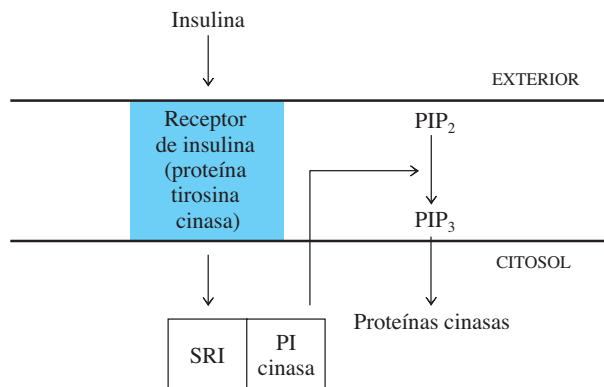 Insulina
EXTERIOR
Receptor
de insulina
(proteína
tirosina
cinasa)
PIP₂
PIP₃
CITOSOL
SRI
PI
cinasa
Proteínas cinasas